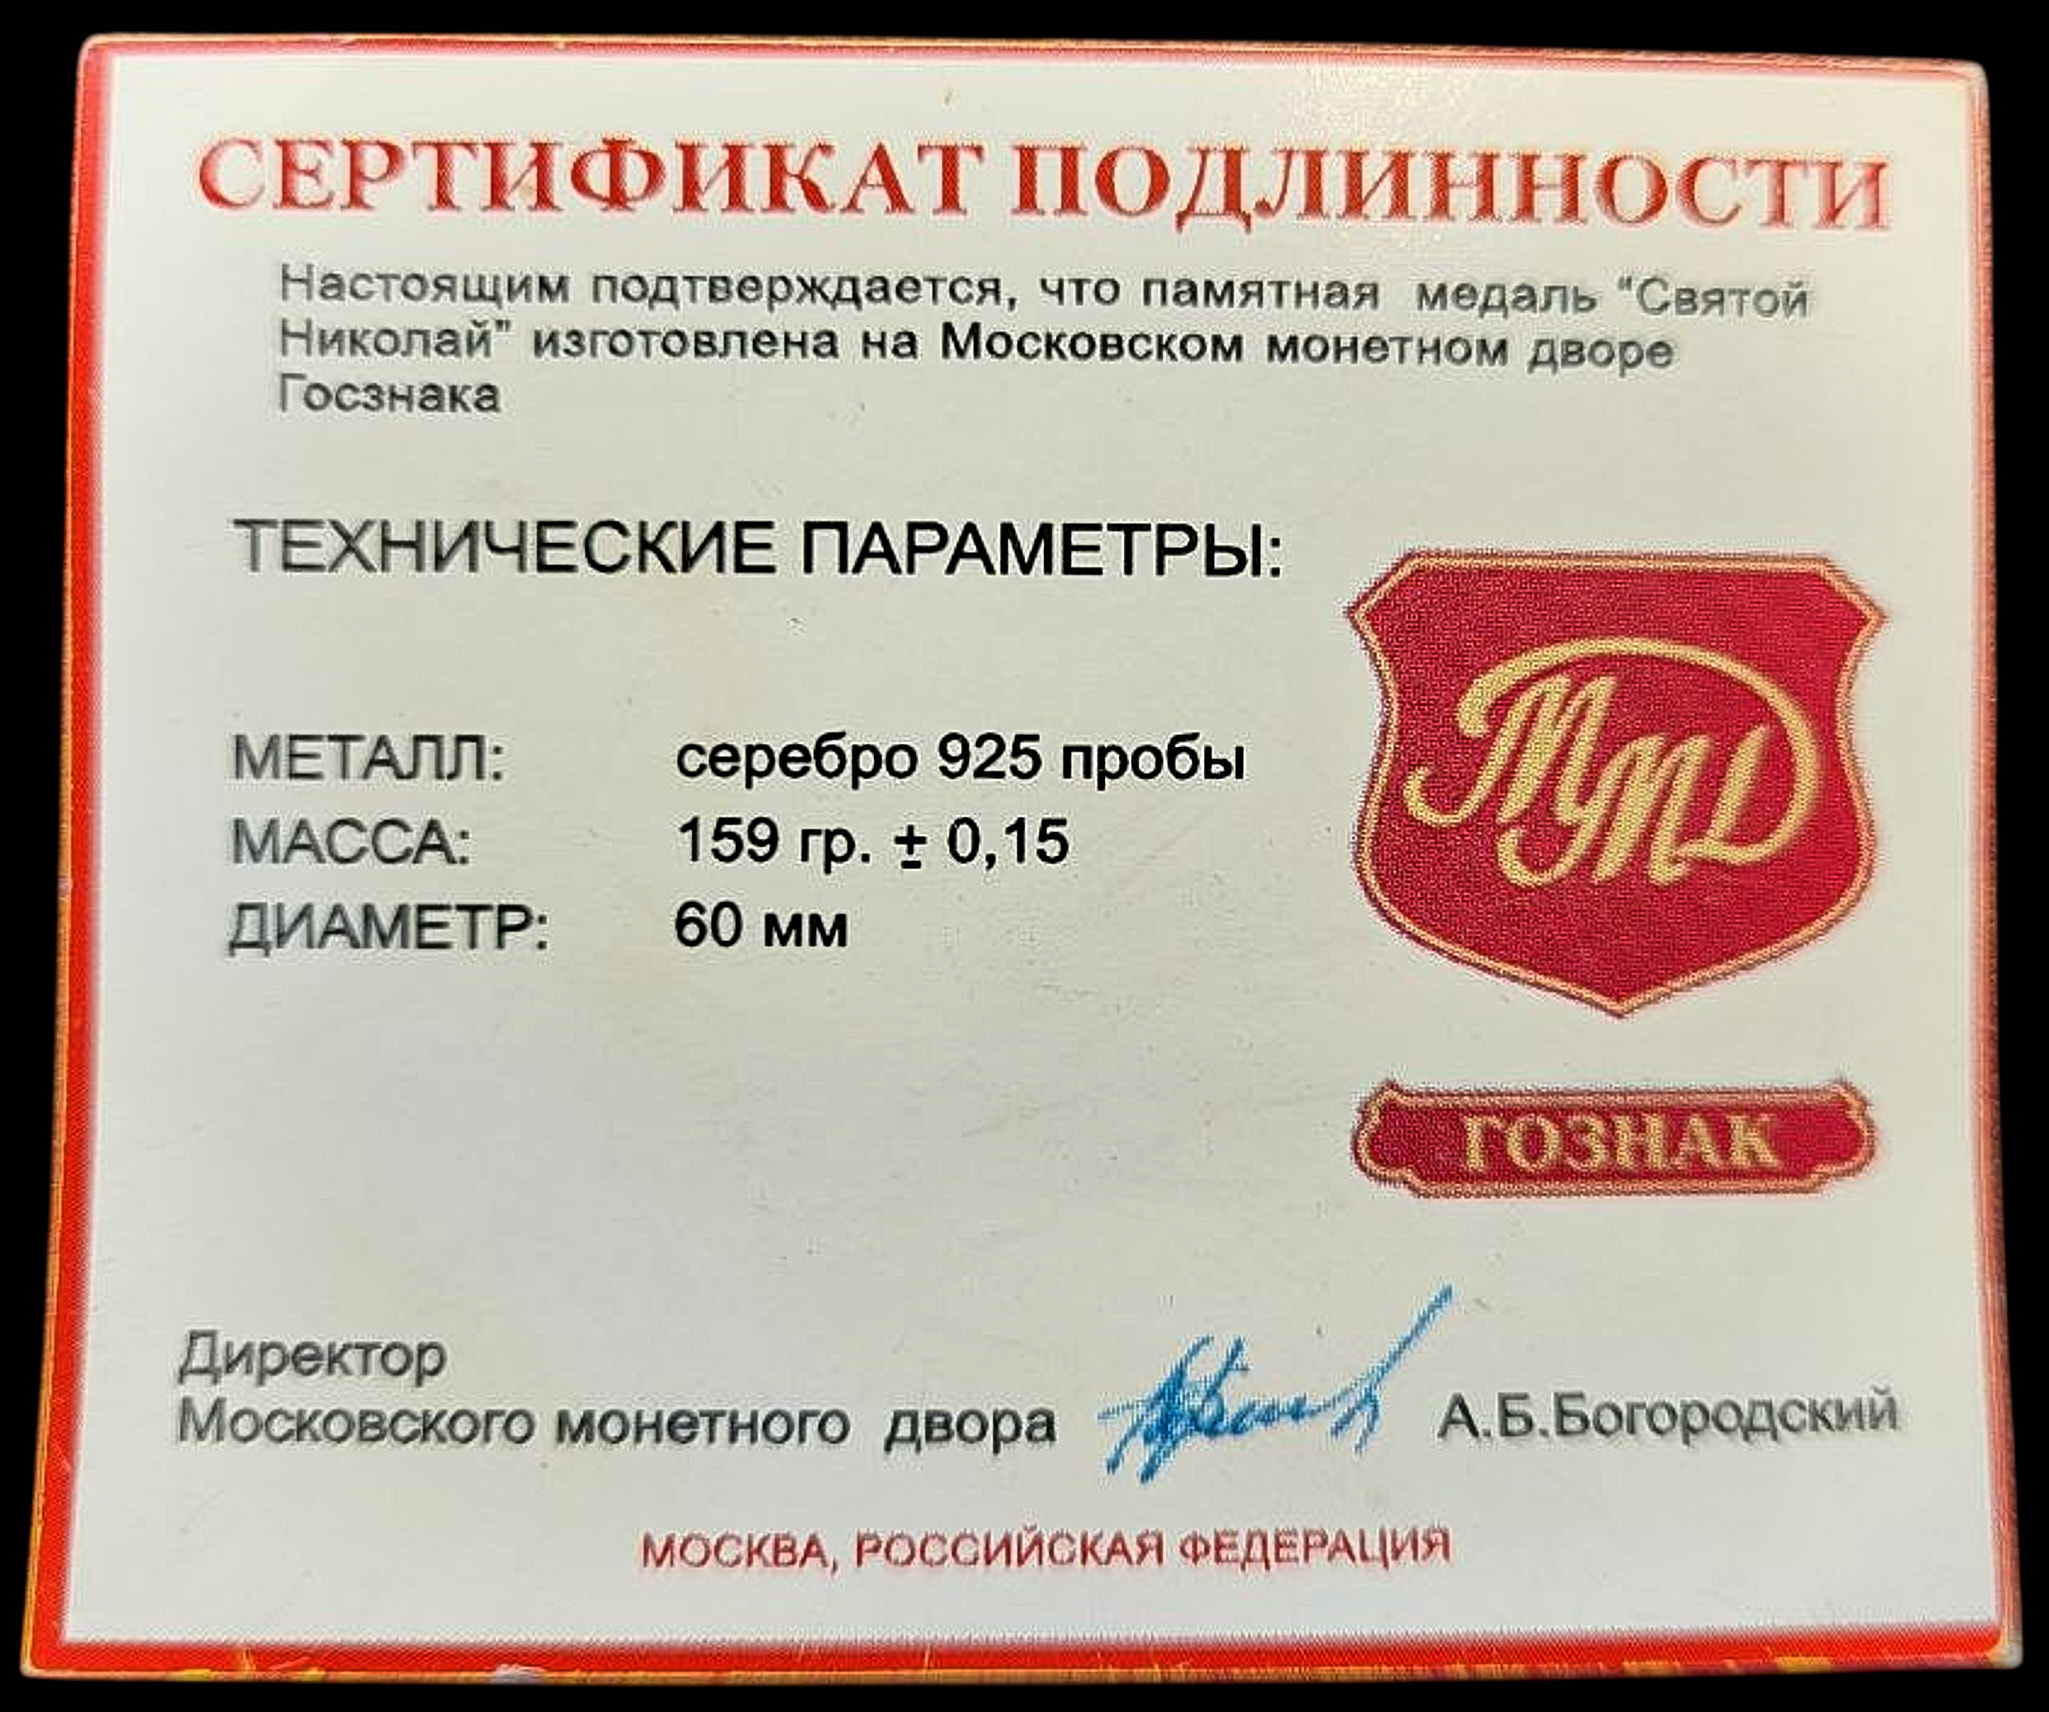 СЕРТИФИКАТ ПОДЛИННОСТИ
Настоящим подтверждается, что памятная медаль "Святой
Николай" изготовлена на Московском монетном дворе
Госзнака
ТЕХНИЧЕСКИЕ ПАРАМЕТРЫ:
МЕТАЛЛ: серебро 925 пробы
МАССА: 159 гр. ± 0,15
ДИАМЕТР: 60 мм
ММД
ГОЗНАК
Директор
Московского монетного двора А.Б.Богородский
МОСКВА, РОССИЙСКАЯ ФЕДЕРАЦИЯ